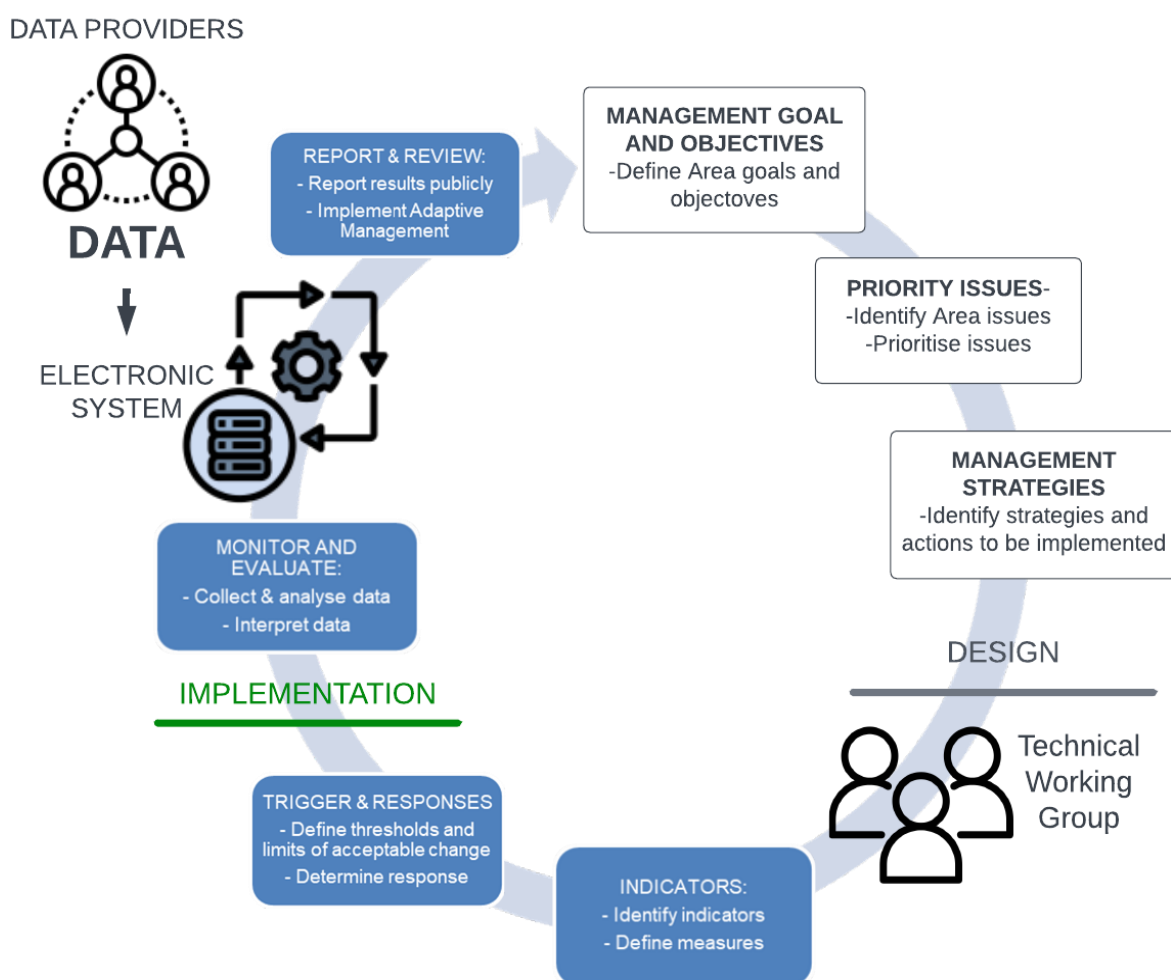 DATA PROVIDERS
DATA
ELECTRONIC
SYSTEM
REPORT & REVIEW:
- Report results publicly
- Implement Adaptive
Management
MANAGEMENT GOAL
AND OBJECTIVES
-Define Area goals and
objectoves
PRIORITY ISSUES-
-Identify Area issues
-Prioritise issues
MANAGEMENT
STRATEGIES
-Identify strategies and
actions to be implemented
DESIGN
Technical
Working
Group
INDICATORS:
- Identify indicators
- Define measures
TRIGGER & RESPONSES
- Define thresholds and
limits of acceptable change
- Determine response
IMPLEMENTATION
MONITOR AND
EVALUATE:
- Collect & analyse data
- Interpret data